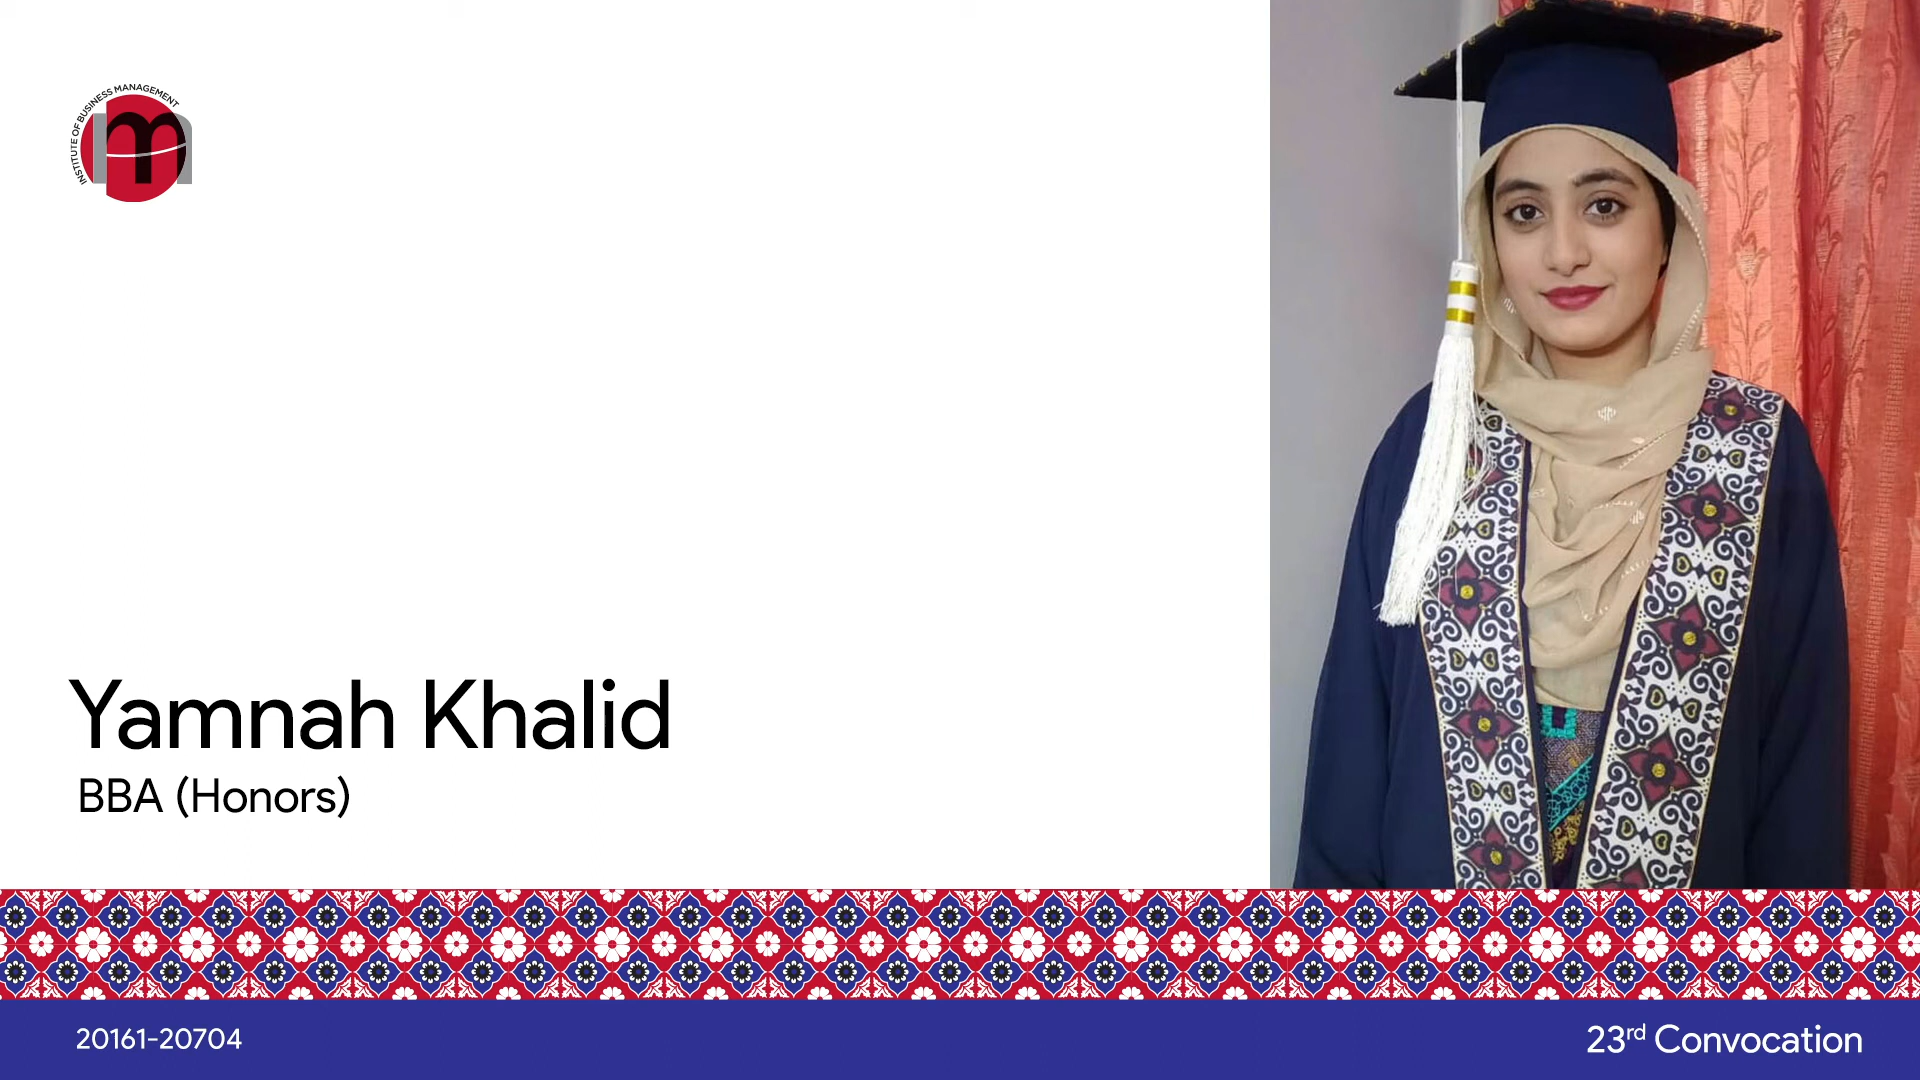 INSTITUTE OF BUSINESS MANAGEMENT
m
Yamnah Khalid
BBA (Honors)
20161-20704
23rd Convocation